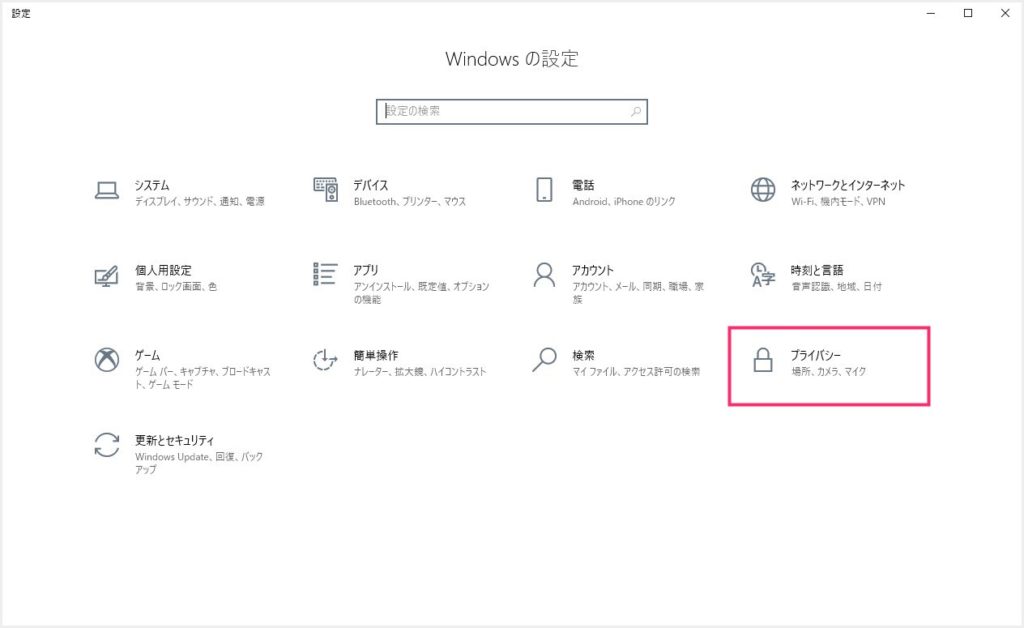 設定
Windows の設定
設定の検索
システム
ディスプレイ、サウンド、通知、電源
デバイス
Bluetooth、プリンター、マウス
電話
Android、iPhone のリンク
ネットワークとインターネット
Wi-Fi、機内モード、VPN
個人用設定
背景、ロック画面、色
アプリ
アンインストール、既定値、オプション
の機能
アカウント
アカウント、メール、同期、職場、家
族
時刻と言語
音声認識、地域、日付
ゲーム
ゲーム バー、キャプチャ、ブロードキャス
ト、ゲーム モード
簡単操作
ナレーター、拡大鏡、ハイコントラスト
検索
マイ ファイル、アクセス許可の検索
プライバシー
場所、カメラ、マイク
更新とセキュリティ
Windows Update、回復、バック
アップ